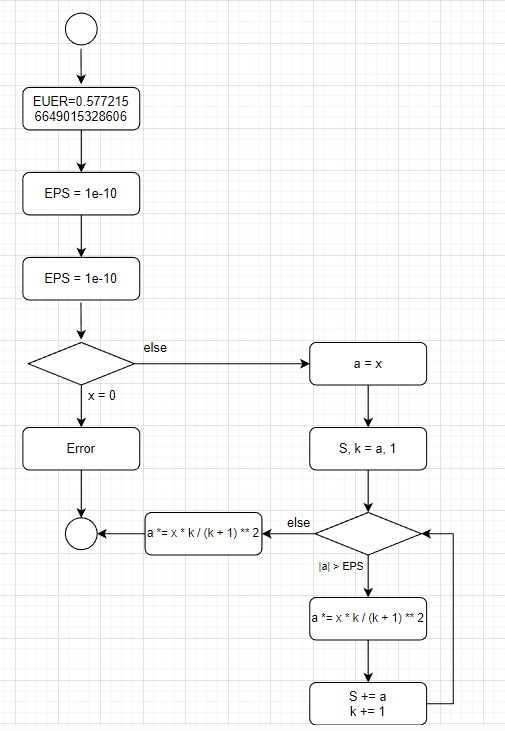 EUER=0.577215
6649015328606
EPS = 1e-10
EPS = 1e-10
else
x = 0
a = x
Error
S, k = a, 1
else
a *= x * k / (k + 1) ** 2
|a| > EPS
a *= x * k / (k + 1) ** 2
S += a
k += 1